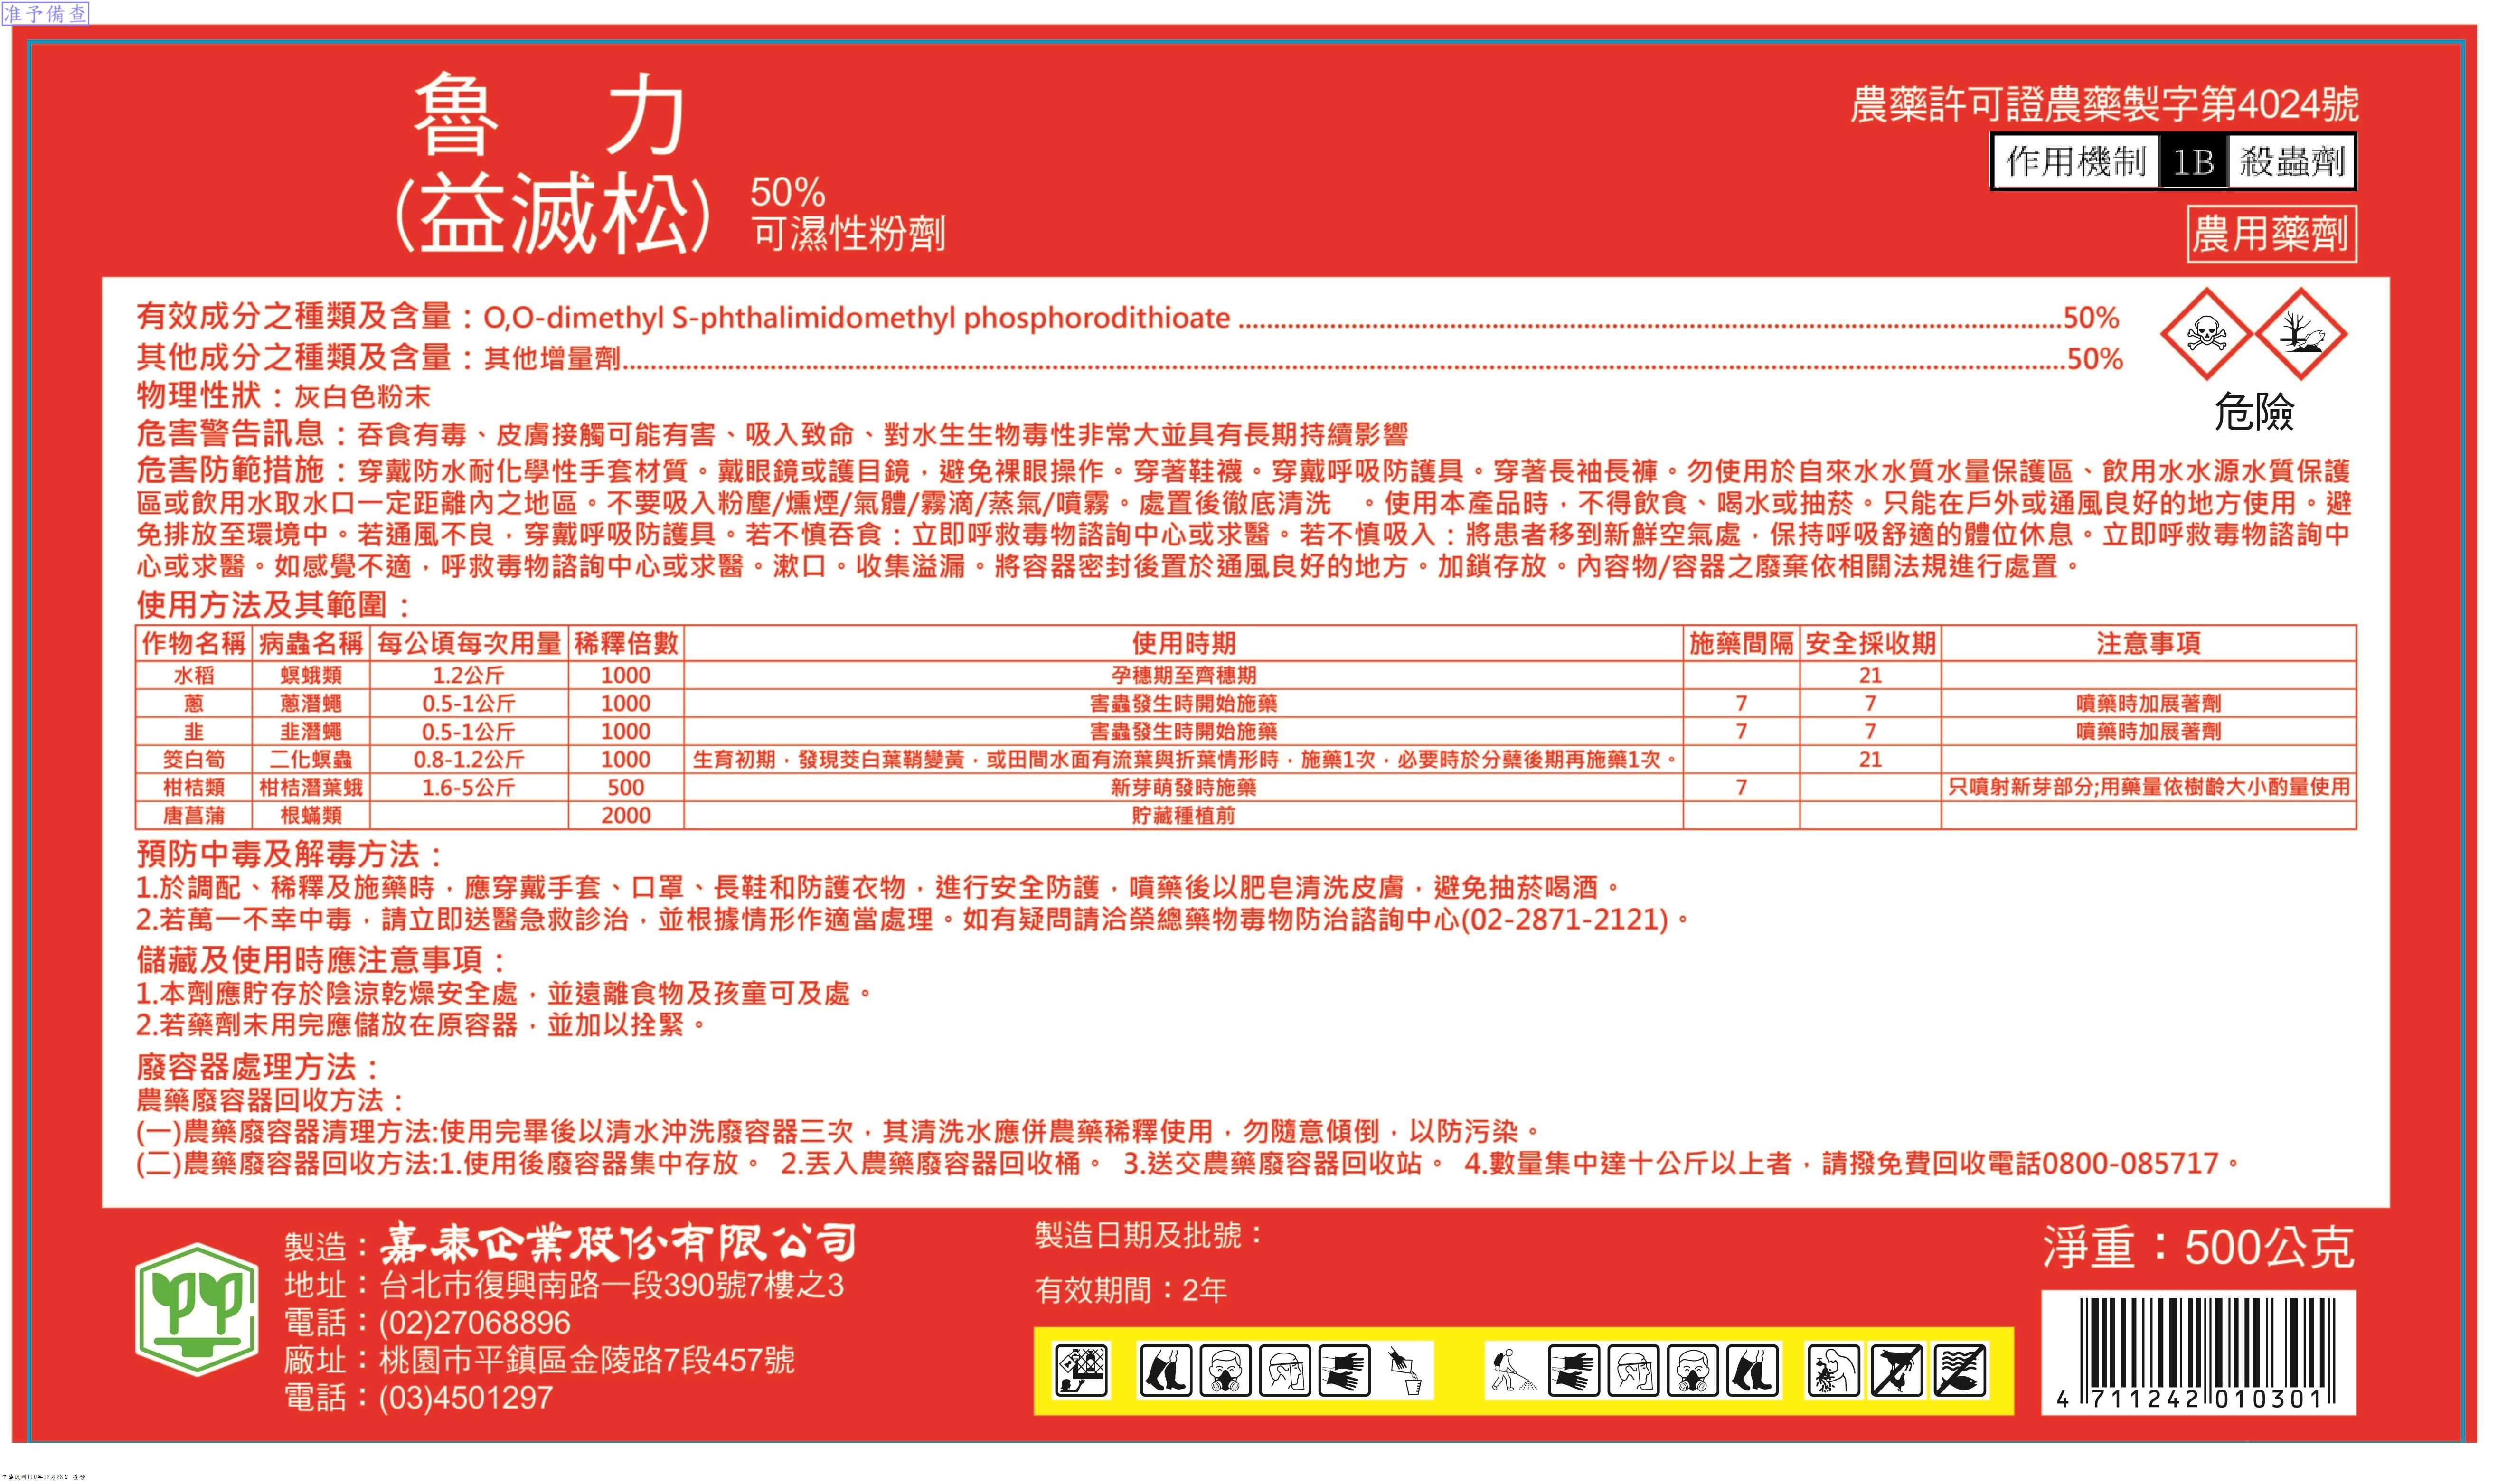 准予備查
魯　力
(益滅松) 50%
可濕性粉劑
農藥許可證農藥製字第4024號
作用機制 1B 殺蟲劑
農用藥劑
有效成分之種類及含量：O,O-dimethyl S-phthalimidomethyl phosphorodithioate ........................50%
其他成分之種類及含量：其他增量劑........................50%
物理性狀：灰白色粉末
危險
危害警告訊息：吞食有毒、皮膚接觸可能有害、吸入致命、對水生生物毒性非常大並具有長期持續影響
危害防範措施：穿戴防水耐化學性手套材質。戴眼鏡或護目鏡，避免裸眼操作。穿著鞋襪。穿戴呼吸防護具。穿著長袖長褲。勿使用於自來水水質水量保護區、飲用水水源水質保護
區或飲用水取水口一定距離內之地區。不要吸入粉塵/燻煙/氣體/霧滴/蒸氣/噴霧。處置後徹底清洗　。使用本產品時，不得飲食、喝水或抽菸。只能在戶外或通風良好的地方使用。避
免排放至環境中。若通風不良，穿戴呼吸防護具。若不慎吞食：立即呼救毒物諮詢中心或求醫。若不慎吸入：將患者移到新鮮空氣處，保持呼吸舒適的體位休息。立即呼救毒物諮詢中
心或求醫。如感覺不適，呼救毒物諮詢中心或求醫。漱口。收集溢漏。將容器密封後置於通風良好的地方。加鎖存放。內容物/容器之廢棄依相關法規進行處置。
使用方法及其範圍：
作物名稱 病蟲名稱 每公頃每次用量 稀釋倍數 使用時期 施藥間隔 安全採收期 注意事項
水稻 螟蛾類 1.2公斤 1000 孕穗期至齊穗期 21
蔥 蔥潛蠅 0.5-1公斤 1000 害蟲發生時開始施藥 7 7 噴藥時加展著劑
韭 韭潛蠅 0.5-1公斤 1000 害蟲發生時開始施藥 7 7 噴藥時加展著劑
筊白筍 二化螟蟲 0.8-1.2公斤 1000 生育初期，發現茭白葉鞘變黃，或田間水面有流葉與折葉情形時，施藥1次，必要時於分蘗後期再施藥1次。 21
柑桔類 柑桔潛葉蛾 1.6-5公斤 500 新芽萌發時施藥 7 只噴射新芽部分;用藥量依樹齡大小酌量使用
唐菖蒲 根蟎類 2000 貯藏種植前
預防中毒及解毒方法：
1.於調配、稀釋及施藥時，應穿戴手套、口罩、長鞋和防護衣物，進行安全防護，噴藥後以肥皂清洗皮膚，避免抽菸喝酒。
2.若萬一不幸中毒，請立即送醫急救診治，並根據情形作適當處理。如有疑問請洽榮總藥物毒物防治諮詢中心(02-2871-2121)。
儲藏及使用時應注意事項：
1.本劑應貯存於陰涼乾燥安全處，並遠離食物及孩童可及處。
2.若藥劑未用完應儲放在原容器，並加以拴緊。
廢容器處理方法：
農藥廢容器回收方法：
(一)農藥廢容器清理方法:使用完畢後以清水沖洗廢容器三次，其清洗水應併農藥稀釋使用，勿隨意傾倒，以防污染。
(二)農藥廢容器回收方法:1.使用後廢容器集中存放。 2.丟入農藥廢容器回收桶。 3.送交農藥廢容器回收站。 4.數量集中達十公斤以上者，請撥免費回收電話0800-085717。
製造：嘉泰企業股份有限公司
地址：台北市復興南路一段390號7樓之3
電話：(02)27068896
廠址：桃園市平鎮區金陵路7段457號
電話：(03)4501297
製造日期及批號：
有效期間：2年
淨重：500公克
4 711242 010301
中華民國110年12月28日 簽發